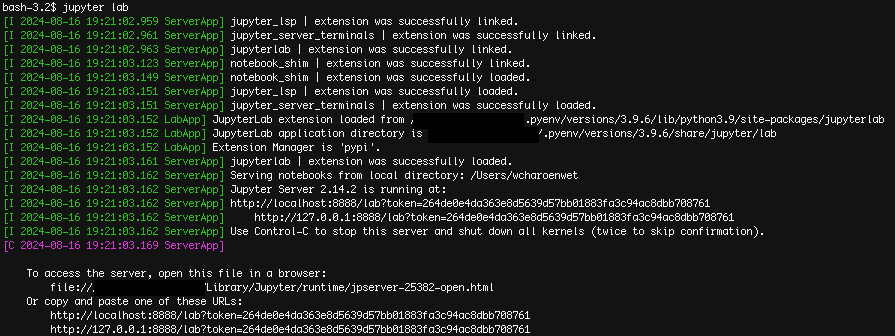 bash-3.2$ jupyter lab
[I 2024-08-16 19:21:02.959 ServerApp] jupyter_lsp | extension was successfully linked.
[I 2024-08-16 19:21:02.961 ServerApp] jupyter_server_terminals | extension was successfully linked.
[I 2024-08-16 19:21:02.963 ServerApp] jupyterlab | extension was successfully linked.
[I 2024-08-16 19:21:03.123 ServerApp] notebook_shim | extension was successfully linked.
[I 2024-08-16 19:21:03.149 ServerApp] notebook_shim | extension was successfully loaded.
[I 2024-08-16 19:21:03.151 ServerApp] jupyter_lsp | extension was successfully loaded.
[I 2024-08-16 19:21:03.151 ServerApp] jupyter_server_terminals | extension was successfully loaded.
[I 2024-08-16 19:21:03.152 LabApp] JupyterLab extension loaded from / .pyenv/versions/3.9.6/lib/python3.9/site-packages/jupyterlab
[I 2024-08-16 19:21:03.152 LabApp] JupyterLab application directory is /.pyenv/versions/3.9.6/share/jupyter/lab
[I 2024-08-16 19:21:03.152 LabApp] Extension Manager is 'pypi'.
[I 2024-08-16 19:21:03.161 ServerApp] jupyterlab | extension was successfully loaded.
[I 2024-08-16 19:21:03.162 ServerApp] Serving notebooks from local directory: /Users/wcharoenwet
[I 2024-08-16 19:21:03.162 ServerApp] Jupyter Server 2.14.2 is running at:
[I 2024-08-16 19:21:03.162 ServerApp] http://localhost:8888/lab?token=264de0e4da363e8d5639d57bb01883fa3c94ac8dbb708761
[I 2024-08-16 19:21:03.162 ServerApp]     http://127.0.0.1:8888/lab?token=264de0e4da363e8d5639d57bb01883fa3c94ac8dbb708761
[I 2024-08-16 19:21:03.162 ServerApp] Use Control-C to stop this server and shut down all kernels (twice to skip confirmation).
[C 2024-08-16 19:21:03.169 ServerApp]
To access the server, open this file in a browser:
file:// /Library/Jupyter/runtime/jpserver-25382-open.html
Or copy and paste one of these URLs:
http://localhost:8888/lab?token=264de0e4da363e8d5639d57bb01883fa3c94ac8dbb708761
http://127.0.0.1:8888/lab?token=264de0e4da363e8d5639d57bb01883fa3c94ac8dbb708761